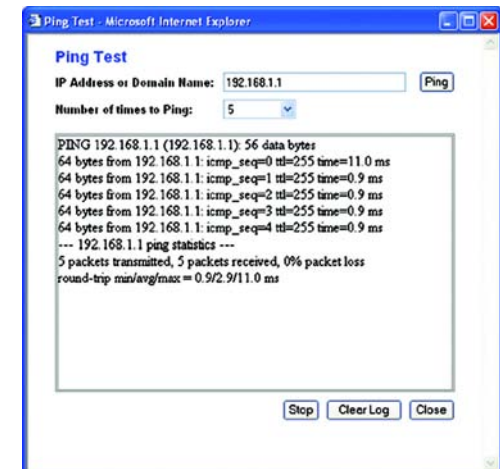 Ping Test - Microsoft Internet Explorer
Ping Test
IP Address or Domain Name: 192.168.1.1 Ping
Number of times to Ping: 5
PING 192.168.1.1 (192.168.1.1): 56 data bytes
64 bytes from 192.168.1.1: icmp_seq=0 ttl=255 time=11.0 ms
64 bytes from 192.168.1.1: icmp_seq=1 ttl=255 time=0.9 ms
64 bytes from 192.168.1.1: icmp_seq=2 ttl=255 time=0.9 ms
64 bytes from 192.168.1.1: icmp_seq=3 ttl=255 time=0.9 ms
64 bytes from 192.168.1.1: icmp_seq=4 ttl=255 time=0.9 ms
--- 192.168.1.1 ping statistics ---
5 packets transmitted, 5 packets received, 0% packet loss
round-trip min/avg/max = 0.9/2.9/11.0 ms
Stop Clear Log Close